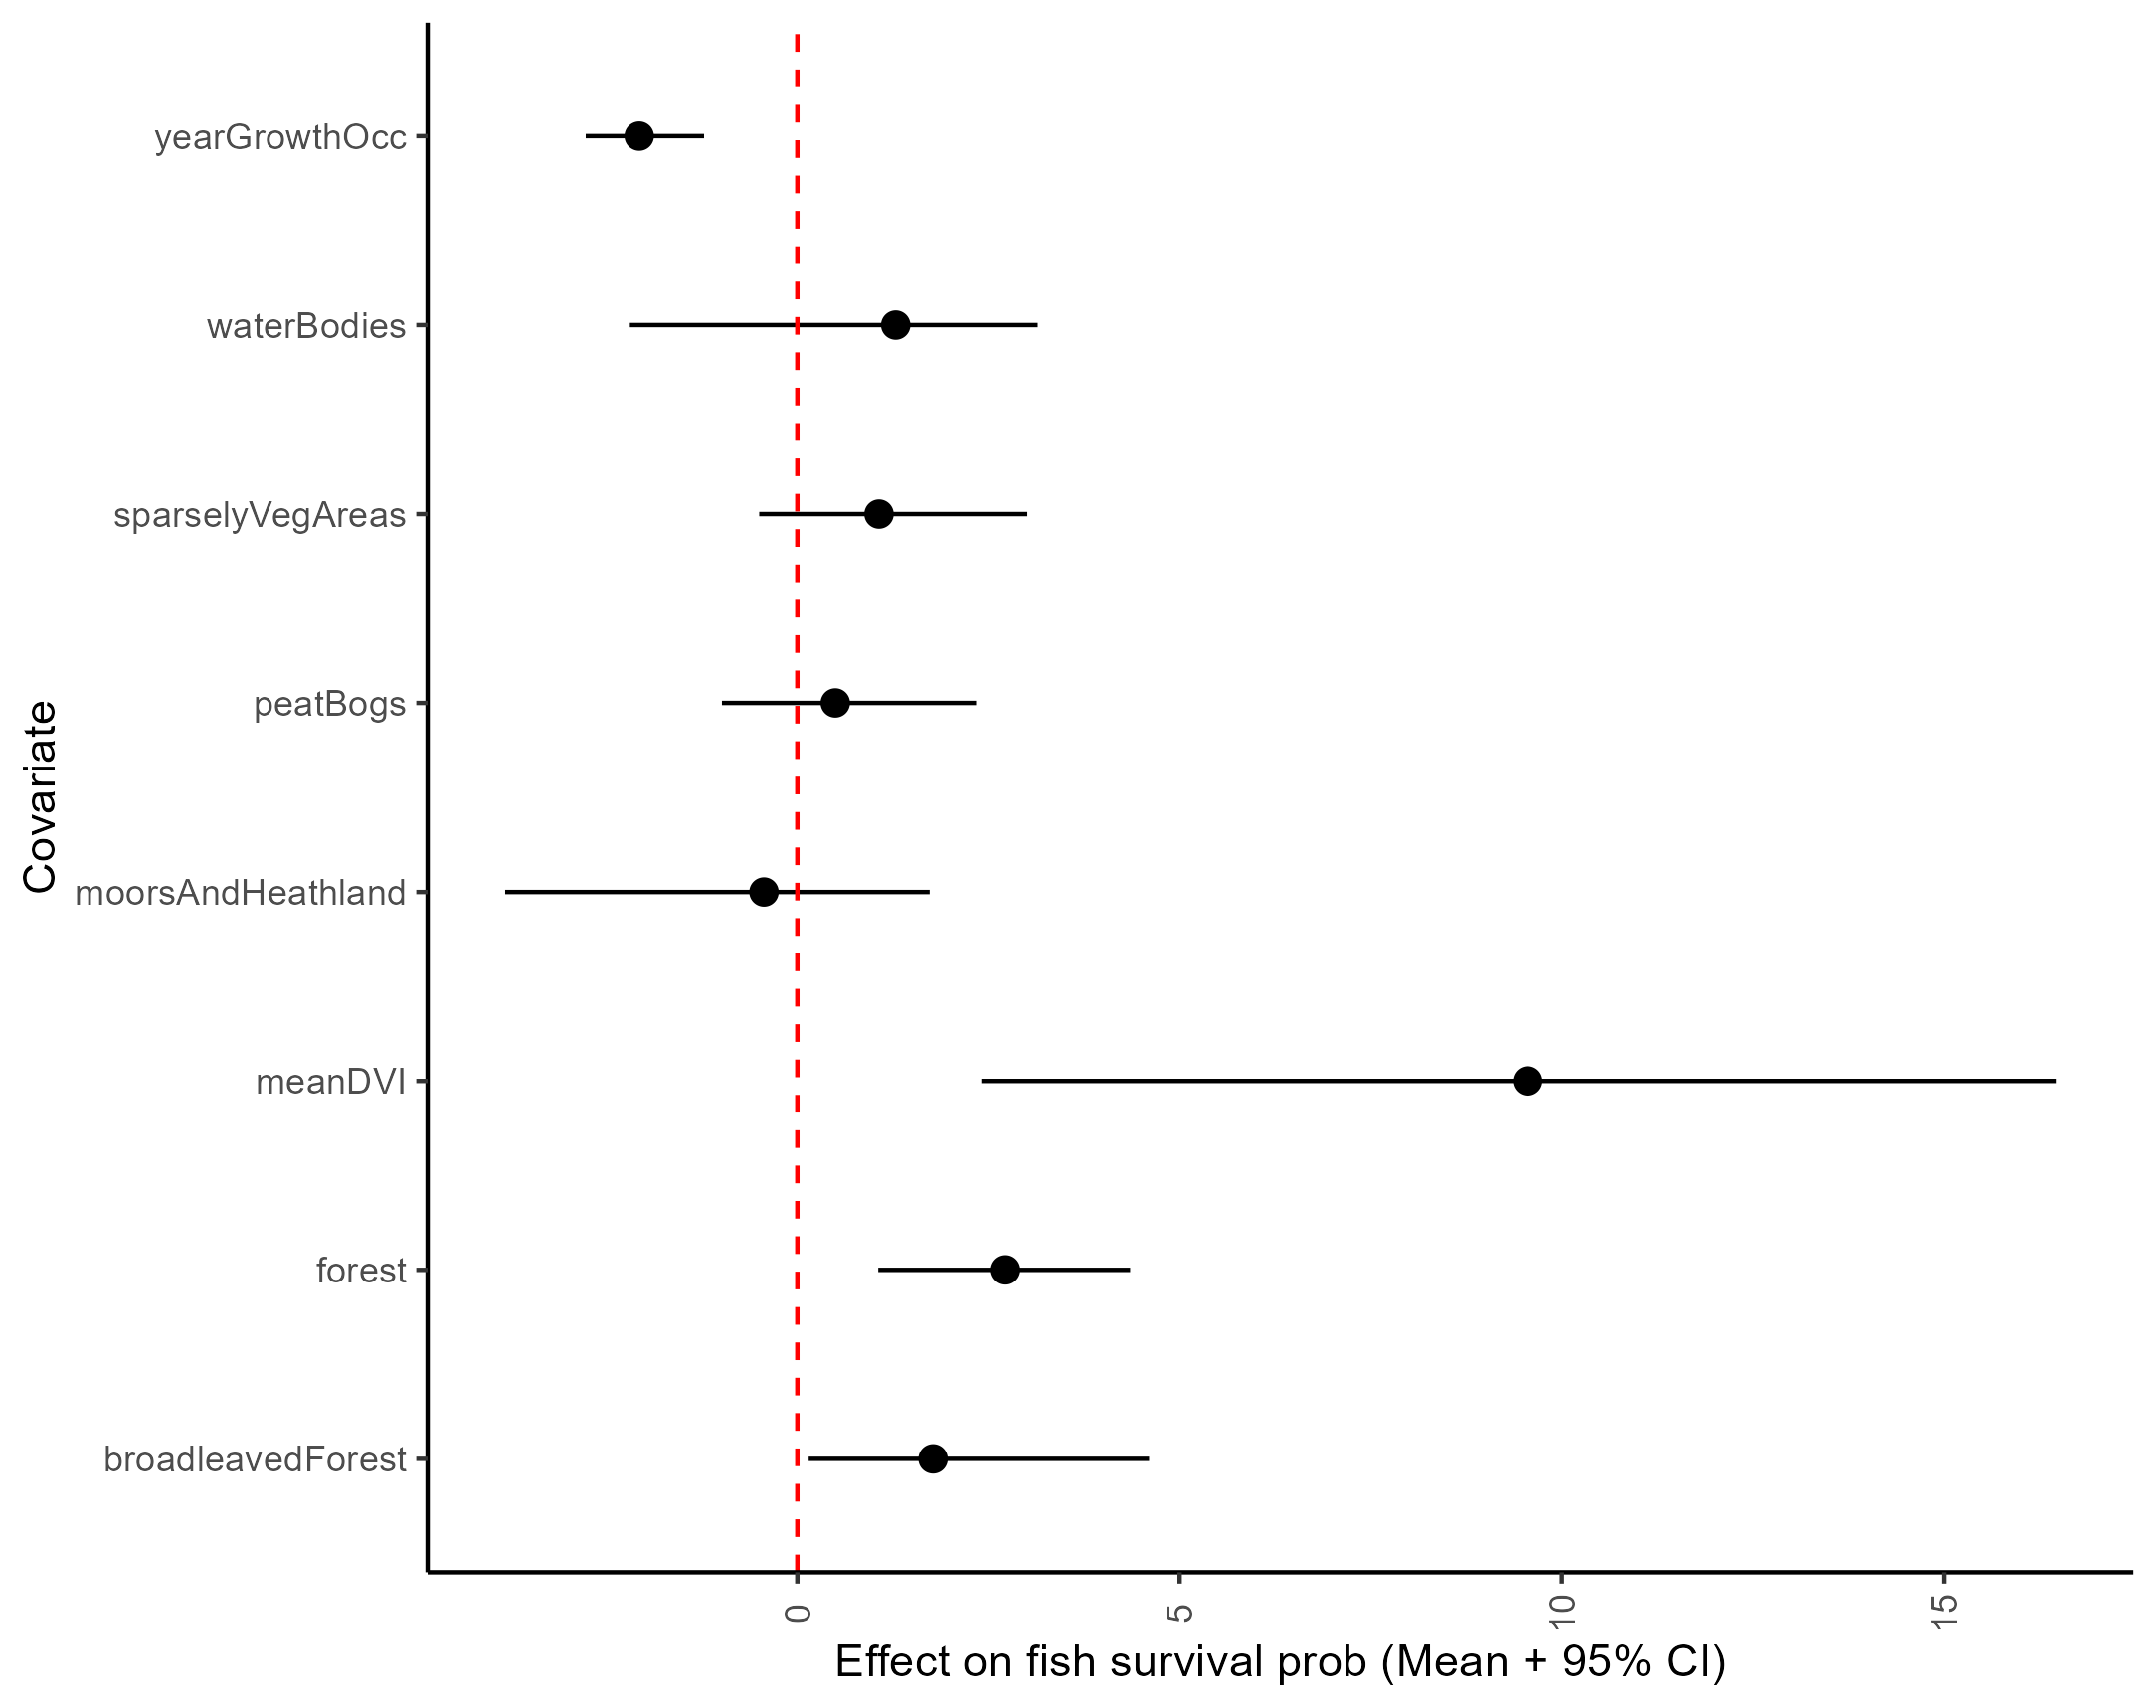 yearGrowthOcc
waterBodies
sparselyVegAreas
peatBogs
moorsAndHeathland
meanDVI
forest
broadleavedForest
Covariate
0
5
10
15
Effect on fish survival prob (Mean + 95% CI)